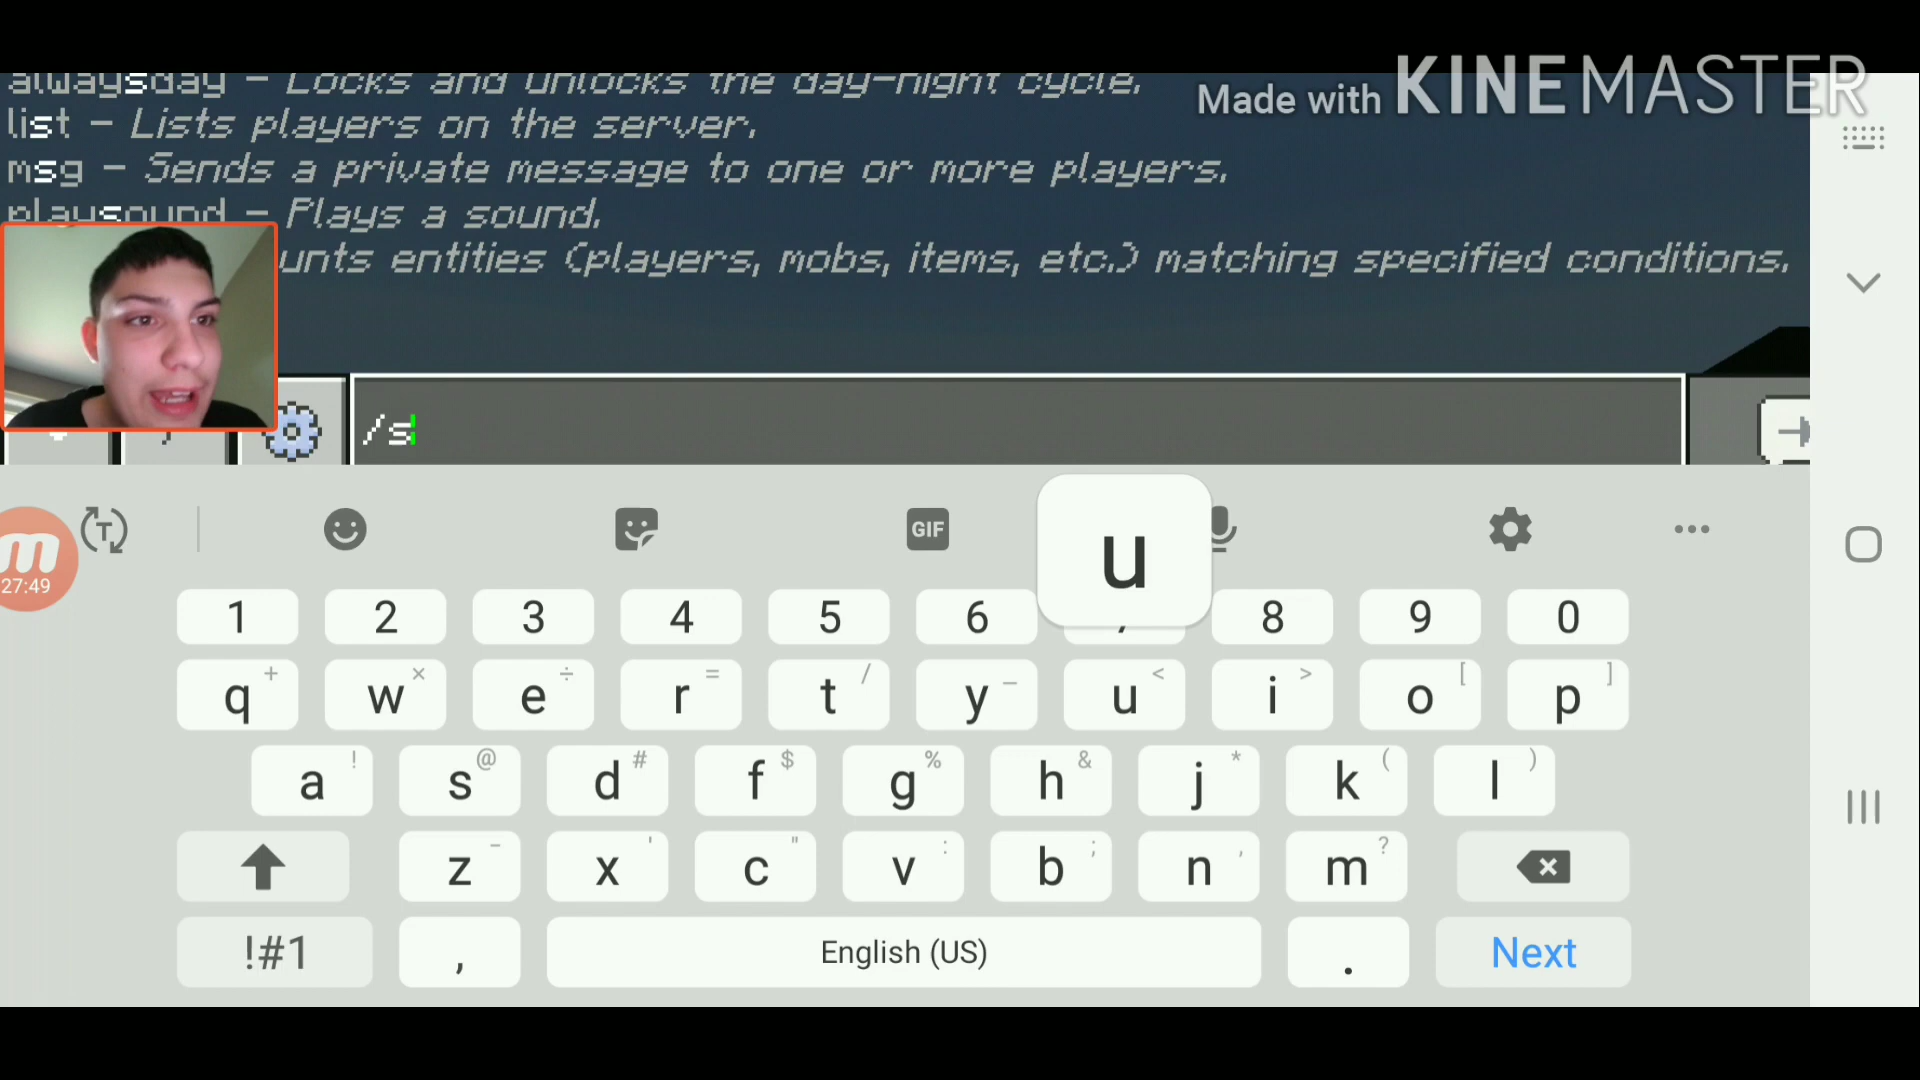 alwaysday - Locks and unlocks the day-night cycle.
Made with KINEMASTER
list - Lists players on the server.
msg - Sends a private message to one or more players.
playsound - Plays a sound.
unts entities (players, mobs, items, etc.) matching specified conditions.
/s
27:49
T
GIF
u
1 2 3 4 5 6 8 9 0
q + w × e ÷ r = t / y _ u < i > o [ p ]
a ! s @ d # f $ g % h & j * k ( l )
z - x ' c " v : b ; n , m ?
!#1 , English (US) . Next